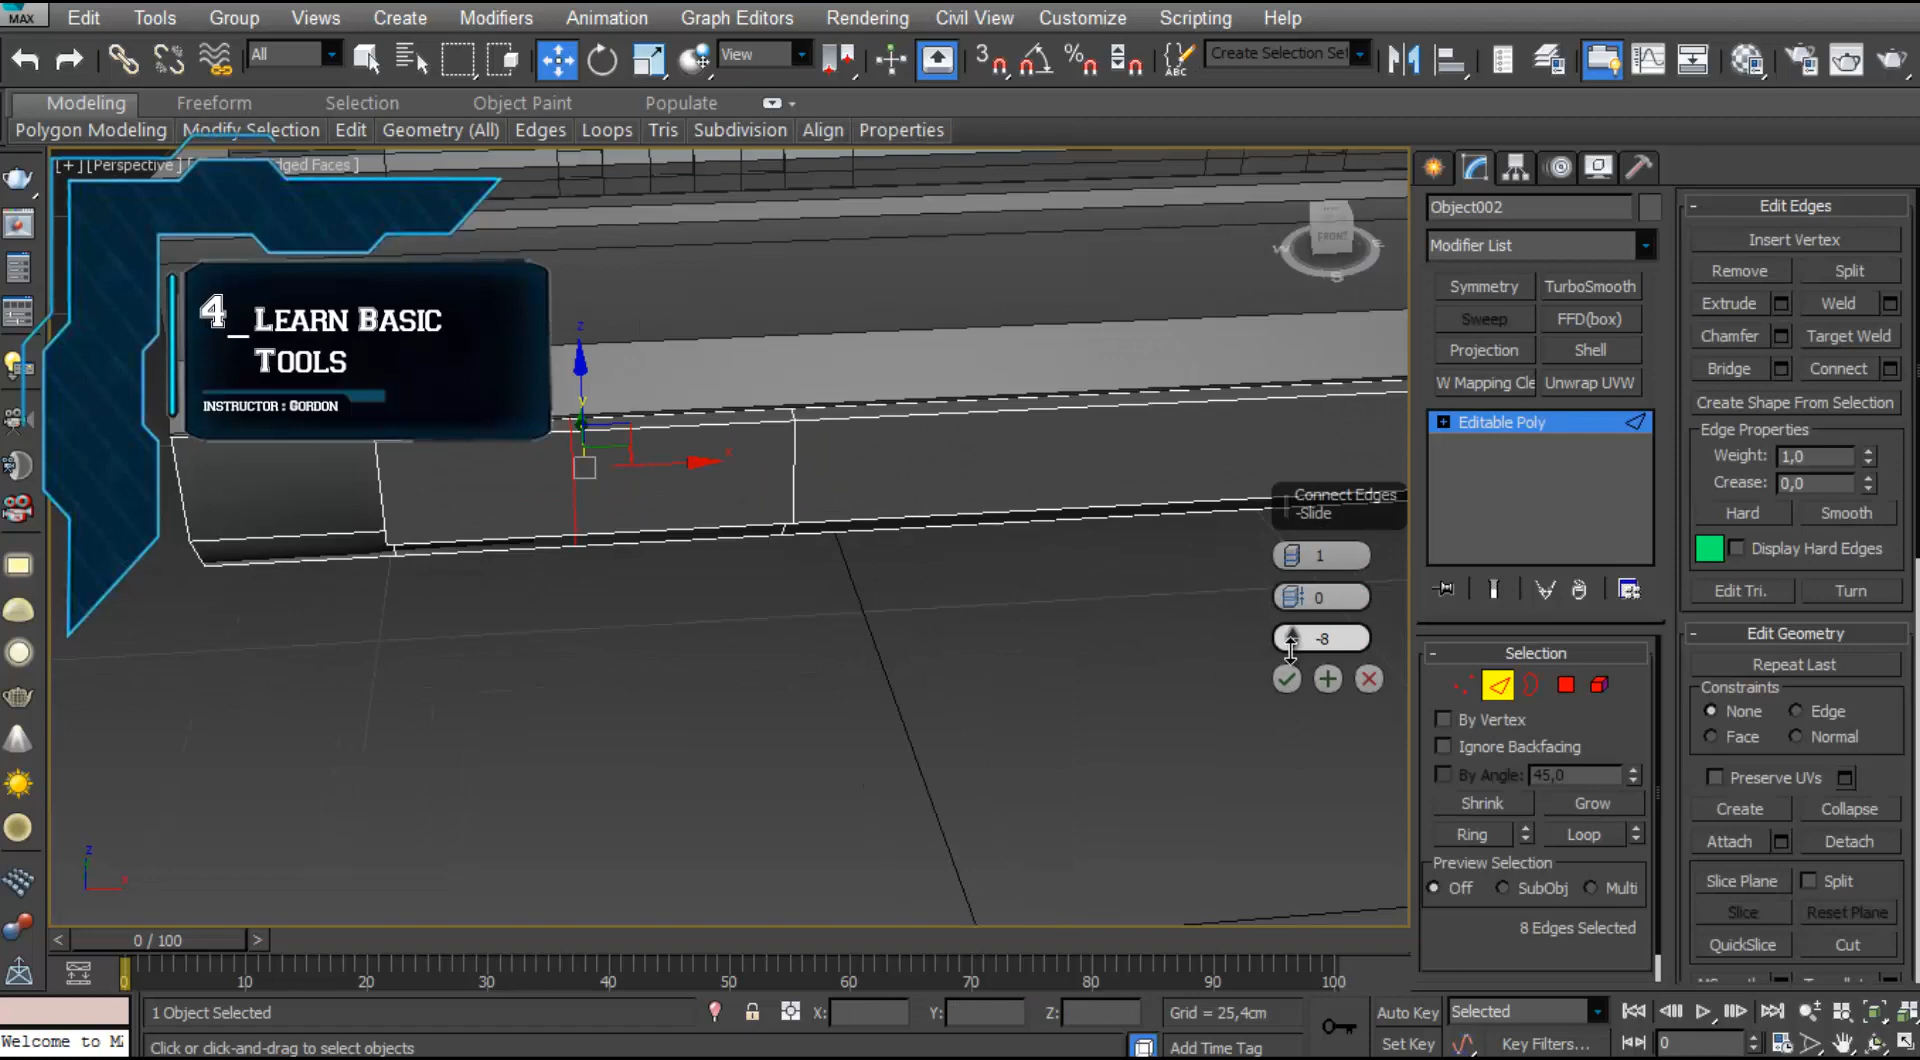 MAX Edit Tools Group Views Create Modifiers Animation Graph Editors Rendering Civil View Customize Scripting Help
All View 3 ABC Create Selection Set
Modeling Freeform Selection Object Paint Populate
Polygon Modeling Modify Selection Edit Geometry (All) Edges Loops Tris Subdivision Align Properties
[+] [Perspective] dged Faces ]
4_ Learn Basic
Tools
Instructor : Gordon
z
y
x
FRONT
W
E
S
Connect Edges
-Slide
1
0
-8
z
x
Object002
Modifier List
Symmetry TurboSmooth
Sweep FFD(box)
Projection Shell
W Mapping Cle Unwrap UVW
Editable Poly
Selection
By Vertex
Ignore Backfacing
By Angle: 45,0
Shrink Grow
Ring Loop
Preview Selection
Off SubObj Multi
8 Edges Selected
Edit Edges
Insert Vertex
Remove Split
Extrude Weld
Chamfer Target Weld
Bridge Connect
Create Shape From Selection
Edge Properties
Weight: 1,0
Crease: 0,0
Hard Smooth
Display Hard Edges
Edit Tri. Turn
Edit Geometry
Repeat Last
Constraints
None Edge
Face Normal
Preserve UVs
Create Collapse
Attach Detach
Slice Plane Split
Slice Reset Plane
QuickSlice Cut
< 0 / 100 >
0 10 20 30 40 50 60 70 80 90 100
1 Object Selected X: Y: Z: Grid = 25,4cm Auto Key Selected
Welcome to M Click or click-and-drag to select objects Add Time Tag Set Key Key Filters... 0